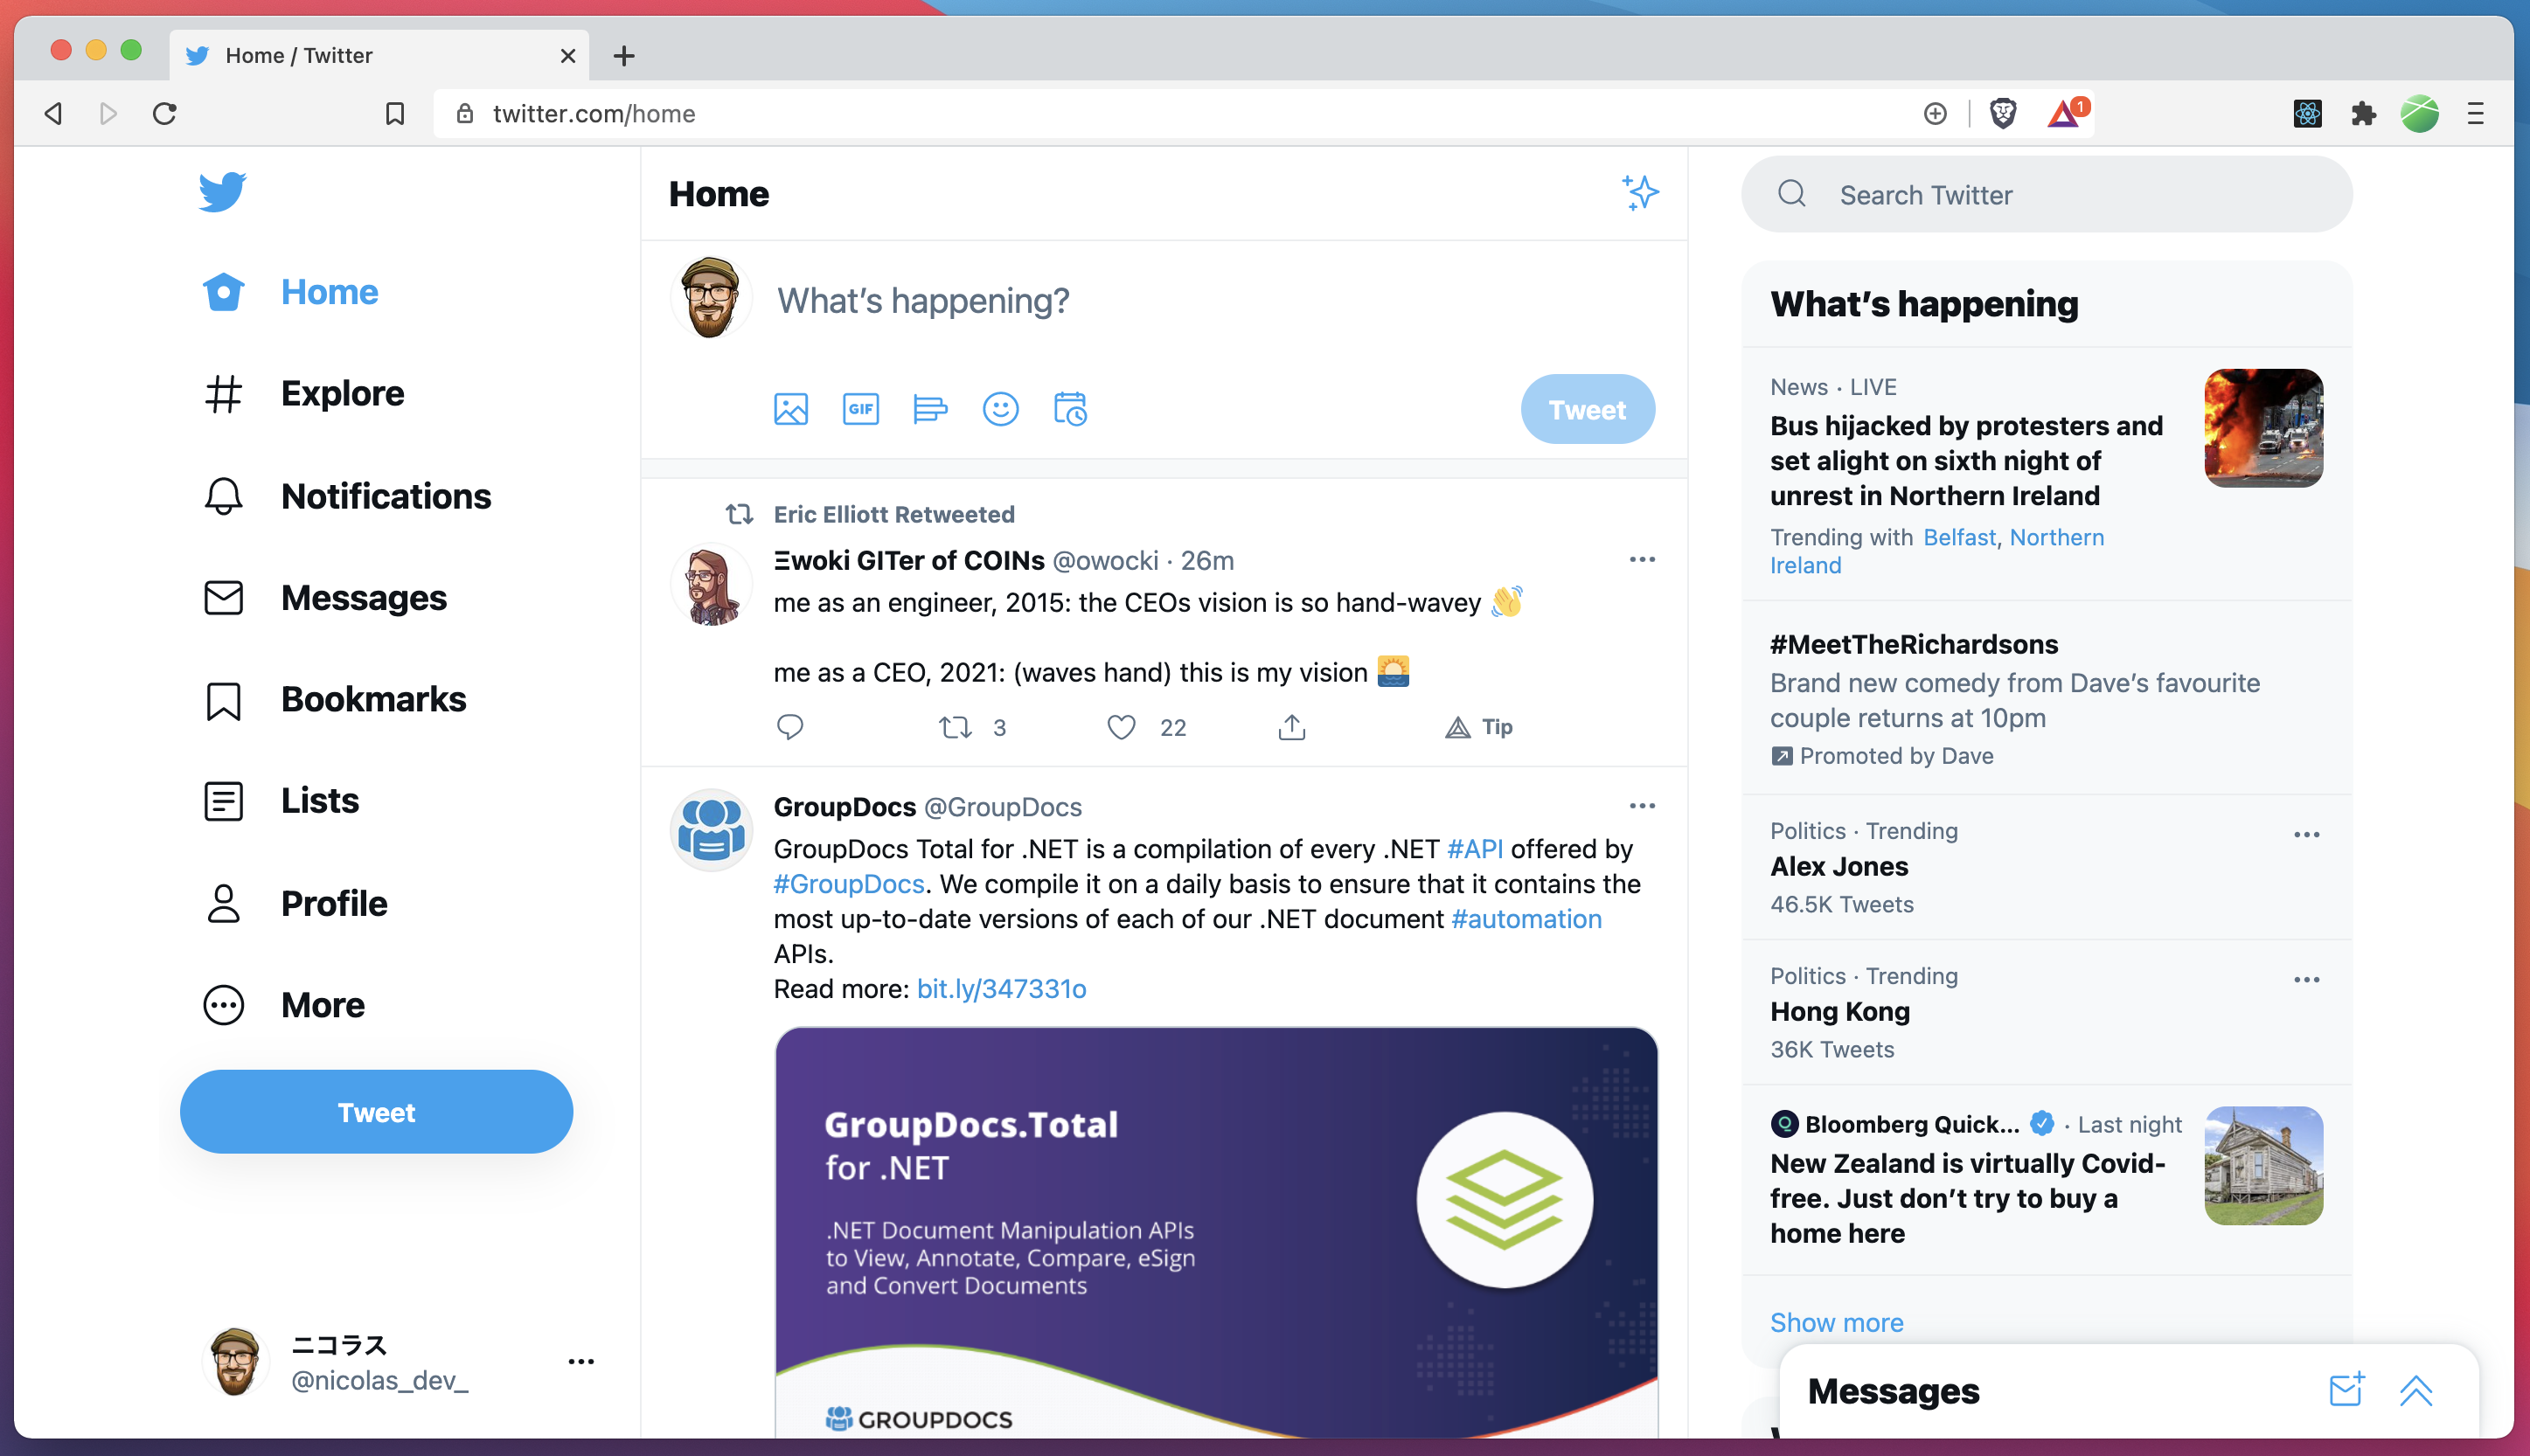 Home / Twitter
twitter.com/home
1
Home
Explore
Notifications
Messages
Bookmarks
Lists
Profile
More
Tweet
ニコラス
@nicolas_dev_
Home
What's happening?
GIF
Tweet
Eric Elliott Retweeted
Ξwoki GITer of COINs @owocki · 26m
me as an engineer, 2015: the CEOs vision is so hand-wavey 👋
me as a CEO, 2021: (waves hand) this is my vision 🌅
3
22
Tip
GroupDocs @GroupDocs
GroupDocs Total for .NET is a compilation of every .NET #API offered by
#GroupDocs. We compile it on a daily basis to ensure that it contains the
most up-to-date versions of each of our .NET document #automation
APIs.
Read more: bit.ly/347331o
GroupDocs.Total
for .NET
.NET Document Manipulation APIs
to View, Annotate, Compare, eSign
and Convert Documents
GROUPDOCS
Search Twitter
What's happening
News · LIVE
Bus hijacked by protesters and
set alight on sixth night of
unrest in Northern Ireland
Trending with Belfast, Northern
Ireland
#MeetTheRichardsons
Brand new comedy from Dave's favourite
couple returns at 10pm
Promoted by Dave
Politics · Trending
Alex Jones
46.5K Tweets
Politics · Trending
Hong Kong
36K Tweets
Bloomberg Quick... · Last night
New Zealand is virtually Covid-
free. Just don't try to buy a
home here
Show more
Messages